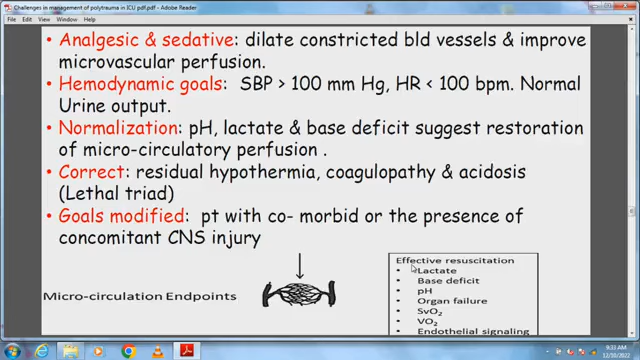 Challenges in management of polytrauma in ICU pdf.pdf - Adobe Reader
File Edit View Window Help
• Analgesic & sedative: dilate constricted bld vessels & improve
microvascular perfusion.
• Hemodynamic goals: SBP > 100 mm Hg, HR < 100 bpm. Normal
Urine output.
• Normalization: pH, lactate & base deficit suggest restoration
of micro-circulatory perfusion .
• Correct: residual hypothermia, coagulopathy & acidosis
(Lethal triad)
• Goals modified: pt with co- morbid or the presence of
concomitant CNS injury
Micro-circulation Endpoints
Effective resuscitation
• Lactate
• Base deficit
• pH
• Organ failure
• SvO₂
• VO₂
• Endothelial signaling
9:33 AM
12/10/2022